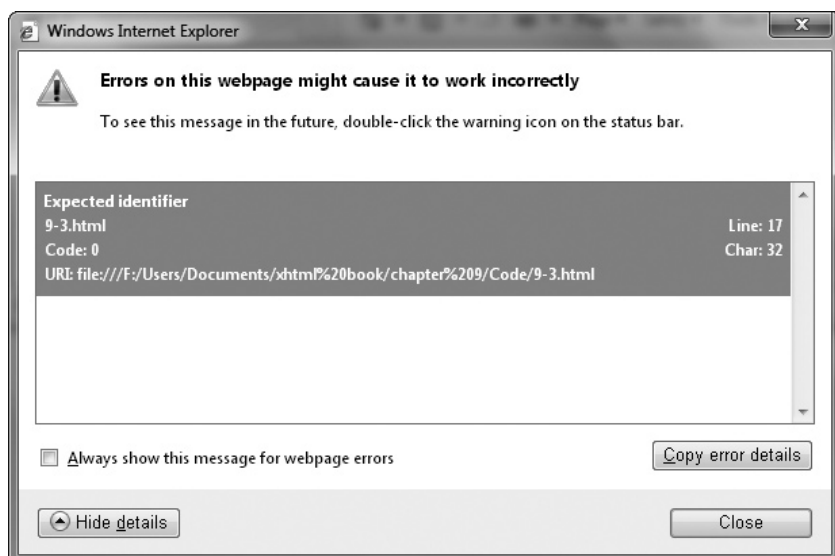 Windows Internet Explorer
X
Errors on this webpage might cause it to work incorrectly
To see this message in the future, double-click the warning icon on the status bar.
Expected identifier
9-3.html Line: 17
Code: 0 Char: 32
URI: file:///F:/Users/Documents/xhtml%20book/chapter%209/Code/9-3.html
Always show this message for webpage errors
Copy error details
Hide details
Close